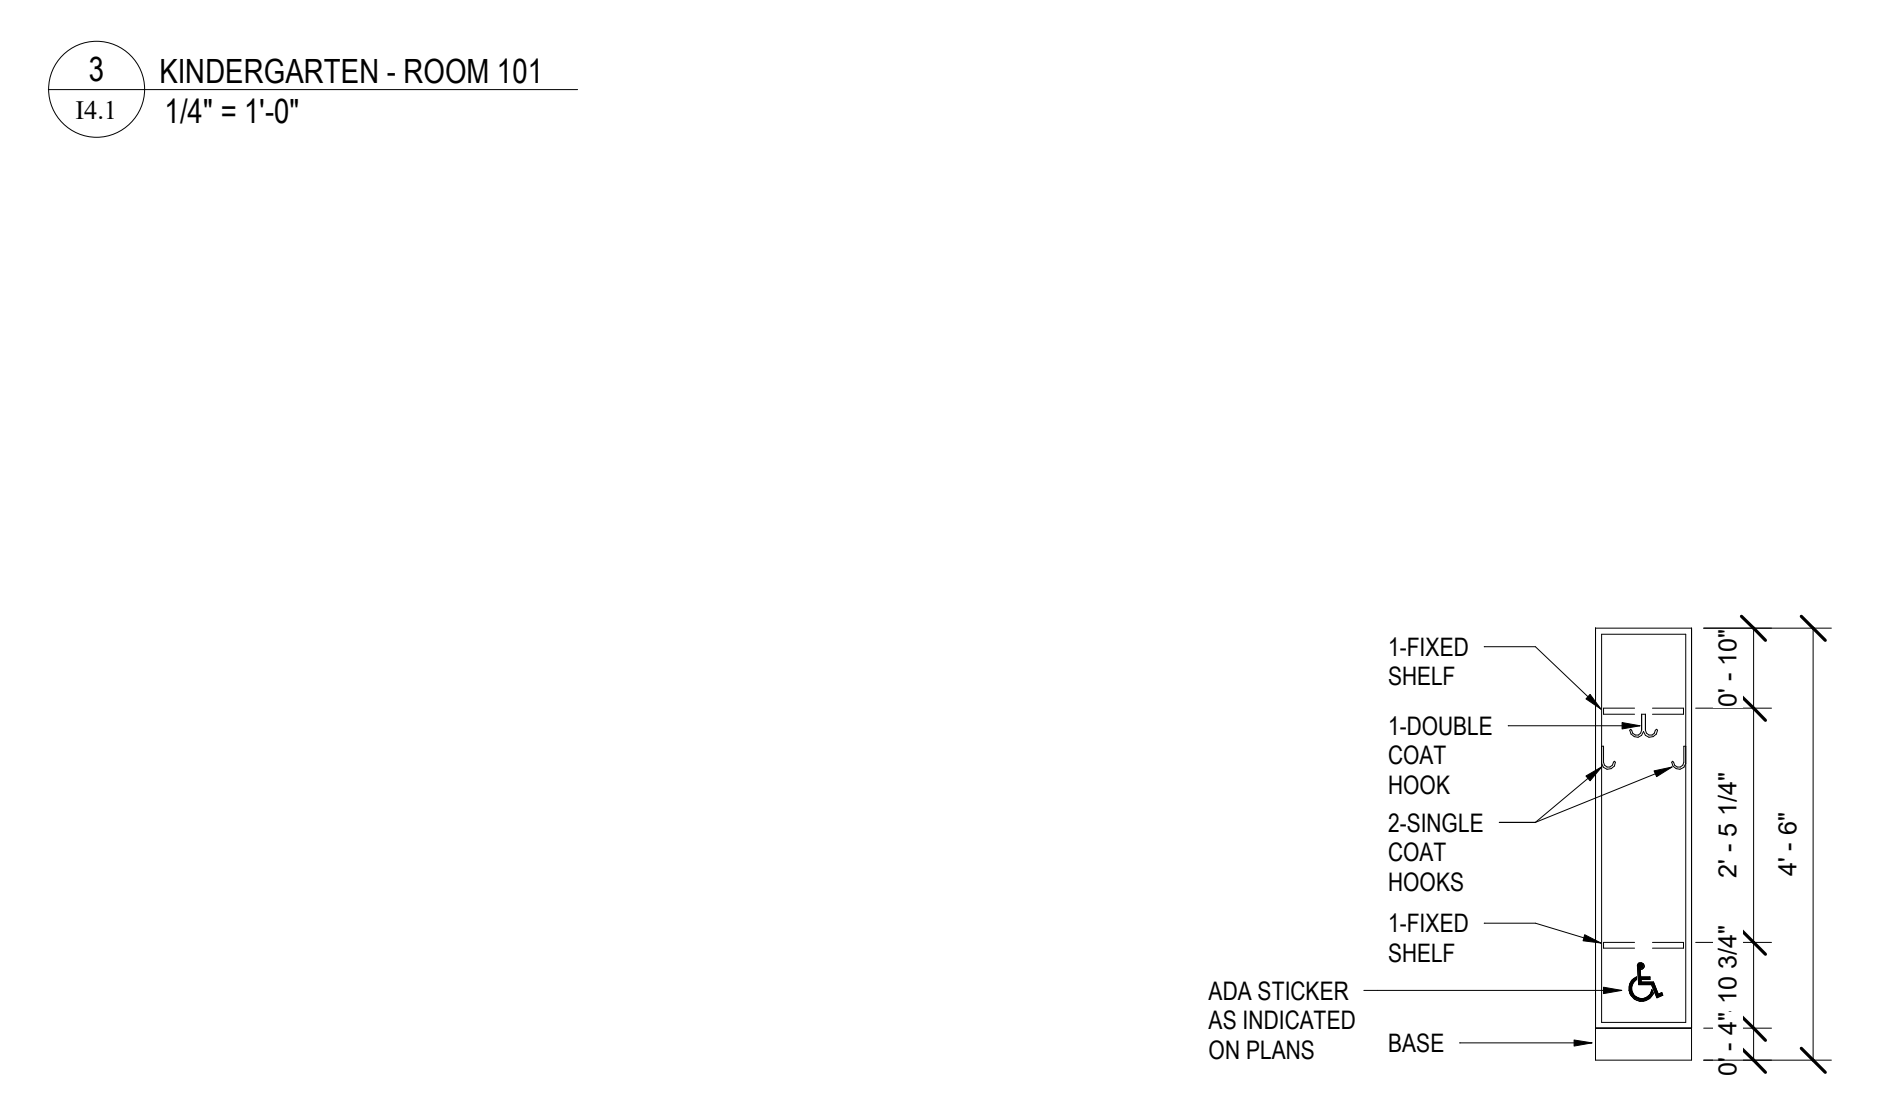 3
KINDERGARTEN - ROOM 101
I4.1
1/4" = 1'-0"
1-FIXED
SHELF
1-DOUBLE
COAT
HOOK
2-SINGLE
COAT
HOOKS
1-FIXED
SHELF
ADA STICKER
AS INDICATED
ON PLANS
BASE
0' - 10"
2' - 5 1/4"
10 3/4"
0' - 4"
4' - 6"